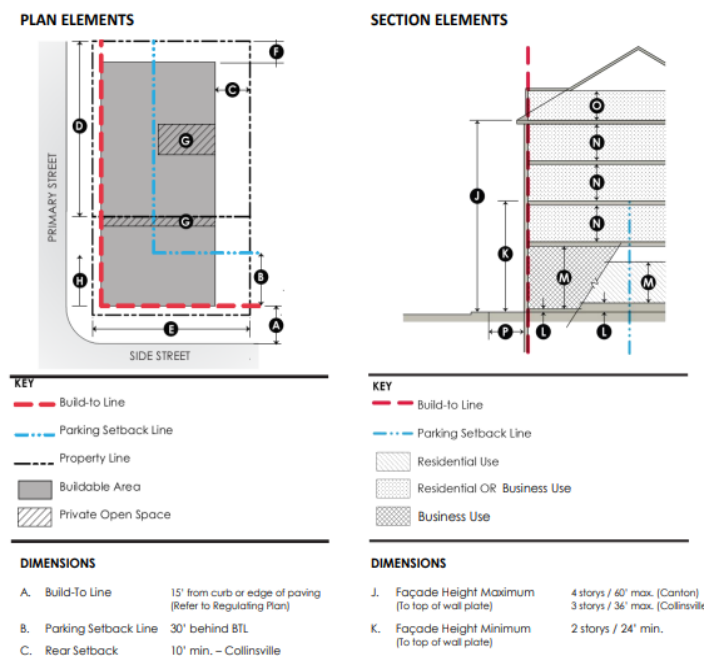 PLAN ELEMENTS
F
C
D
G
G
B
H
A
E
PRIMARY STREET
SIDE STREET
KEY
Build-to Line
Parking Setback Line
Property Line
Buildable Area
Private Open Space
DIMENSIONS
A. Build-To Line 15' from curb or edge of paving
(Refer to Regulating Plan)
B. Parking Setback Line 30' behind BTL
C. Rear Setback 10' min. – Collinsville
SECTION ELEMENTS
O
N
J
N
K
N
M
M
P
L
L
KEY
Build-to Line
Parking Setback Line
Residential Use
Residential OR Business Use
Business Use
DIMENSIONS
J. Façade Height Maximum 4 storys / 60' max. (Canton)
(To top of wall plate) 3 storys / 36' max. (Collinsville
K. Façade Height Minimum 2 storys / 24' min.
(To top of wall plate)